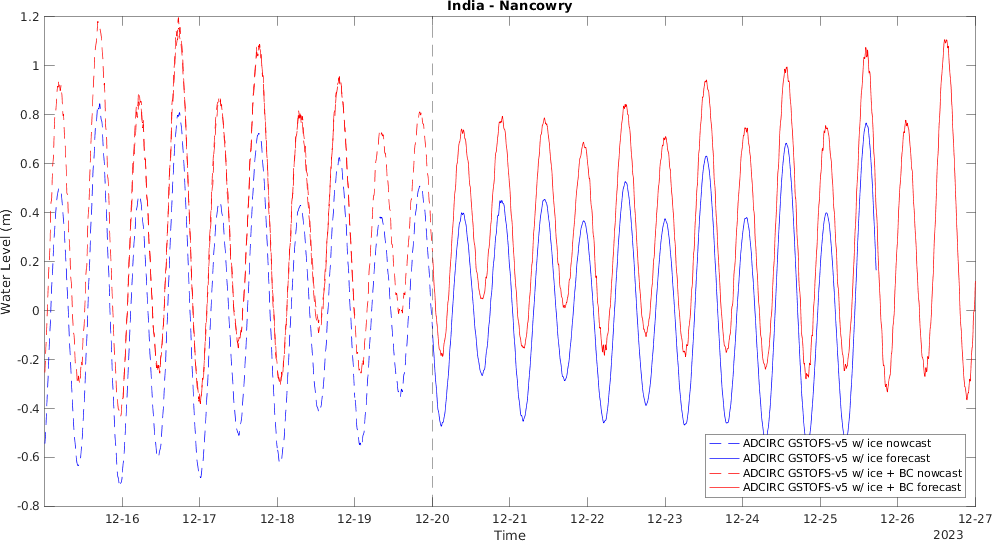 India - Nancowry
Water Level (m)
1.2
1
0.8
0.6
0.4
0.2
0
-0.2
-0.4
-0.6
-0.8
ADCIRC GSTOFS-v5 w/ ice nowcast
ADCIRC GSTOFS-v5 w/ ice forecast
ADCIRC GSTOFS-v5 w/ ice + BC nowcast
ADCIRC GSTOFS-v5 w/ ice + BC forecast
12-16 12-17 12-18 12-19 12-20 12-21 12-22 12-23 12-24 12-25 12-26 12-27
Time
2023